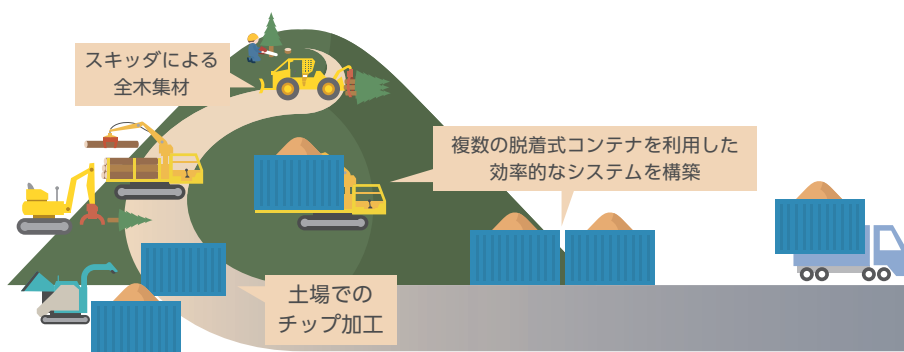 スキッダによる
全木集材
複数の脱着式コンテナを利用した
効率的なシステムを構築
土場での
チップ加工